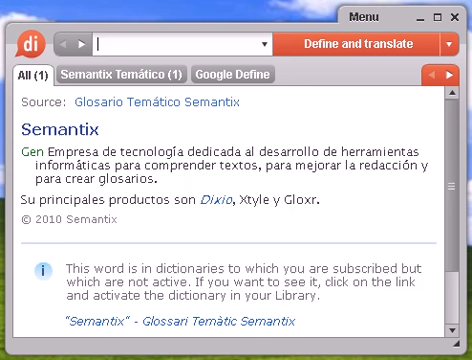 Menu
di
Define and translate
All (1)
Semantix Temático (1)
Google Define
Source: Glosario Temático Semantix
Semantix
Gen Empresa de tecnología dedicada al desarrollo de herramientas
informáticas para comprender textos, para mejorar la redacción y
para crear glosarios.
Su principales productos son Dixio, Xtyle y Gloxr.
© 2010 Semantix
i
This word is in dictionaries to which you are subscribed but
which are not active. If you want to see it, click on the link
and activate the dictionary in your Library.
"Semantix" - Glossari Temàtic Semantix